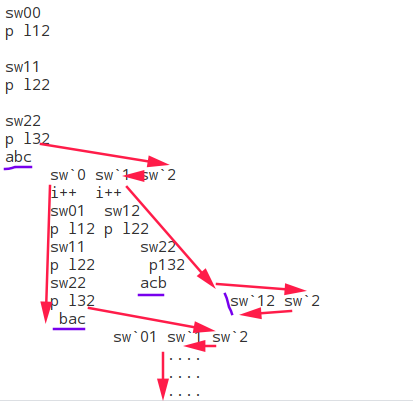 sw00
p l12
sw11
p l22
sw22
p l32
abc
sw`0 sw`1 sw`2
i++ i++
sw01 sw12
p l12 p l22
sw11 sw22
p l22 p132
sw22 acb
p l32 sw`12 sw`2
bac
sw`01 sw`1 sw`2
....
....
....